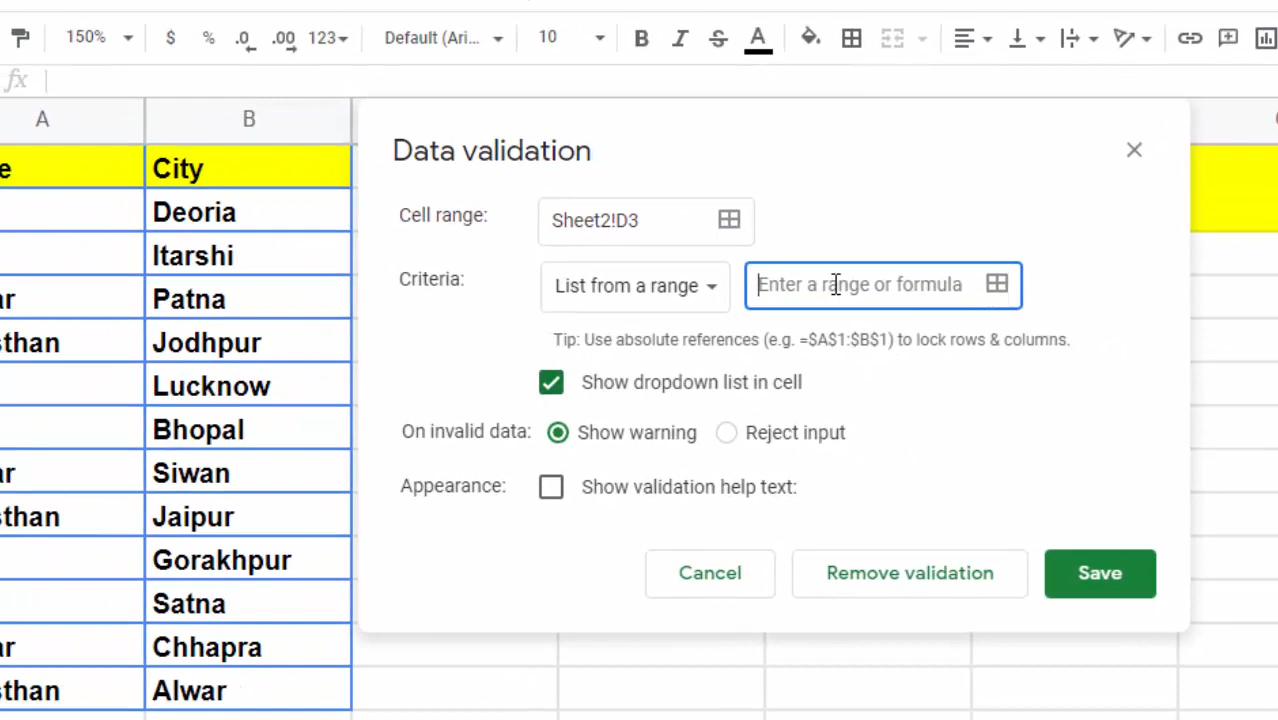 150% $ % .0 .00 123 Default (Ari... 10 B I S A
fx
A B
e City
Deoria
Itarshi
ar Patna
sthan Jodhpur
Lucknow
Bhopal
ar Siwan
sthan Jaipur
Gorakhpur
Satna
ar Chhapra
sthan Alwar
Data validation
Cell range: Sheet2!D3
Criteria: List from a range Enter a range or formula
Tip: Use absolute references (e.g. =$A$1:$B$1) to lock rows & columns.
Show dropdown list in cell
On invalid data: Show warning Reject input
Appearance: Show validation help text:
Cancel Remove validation Save